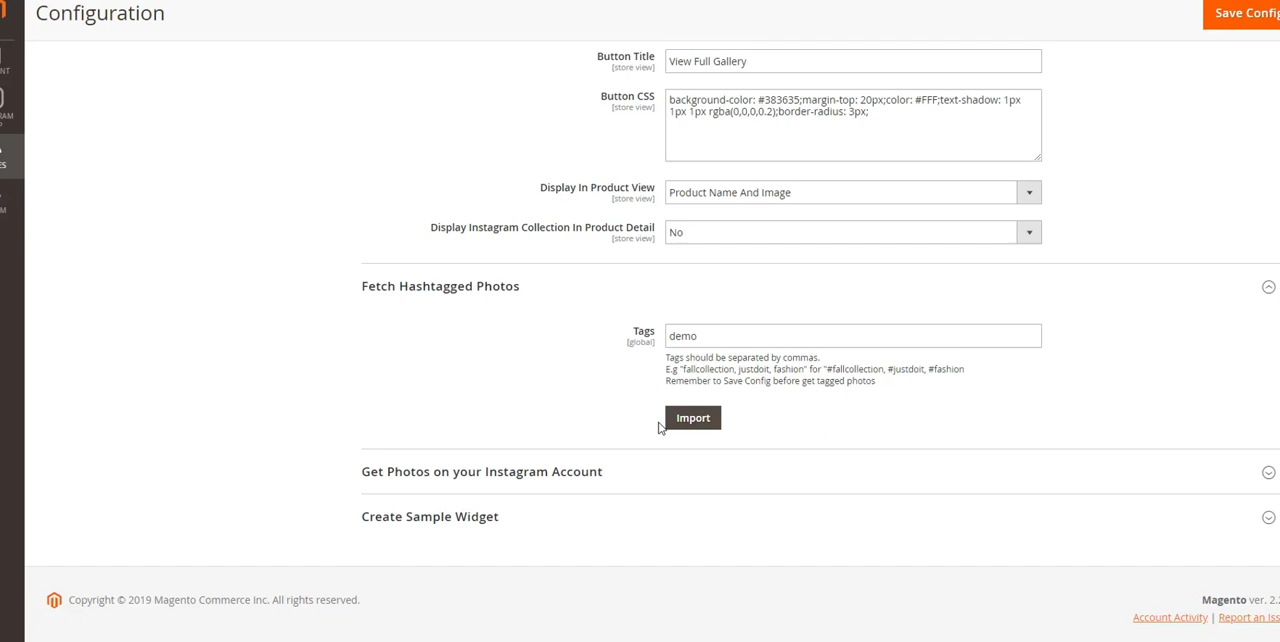 Configuration
Save Config
Button Title
[store view]
View Full Gallery
Button CSS
[store view]
background-color: #383635;margin-top: 20px;color: #FFF;text-shadow: 1px
1px 1px rgba(0,0,0,0.2);border-radius: 3px;
Display In Product View
[store view]
Product Name And Image
Display Instagram Collection In Product Detail
[store view]
No
Fetch Hashtagged Photos
Tags
[global]
demo
Tags should be separated by commas.
E.g "fallcollection, justdoit, fashion" for "#fallcollection, #justdoit, #fashion
Remember to Save Config before get tagged photos
Import
Get Photos on your Instagram Account
Create Sample Widget
Copyright © 2019 Magento Commerce Inc. All rights reserved.
Magento ver. 2.
Account Activity | Report an Iss